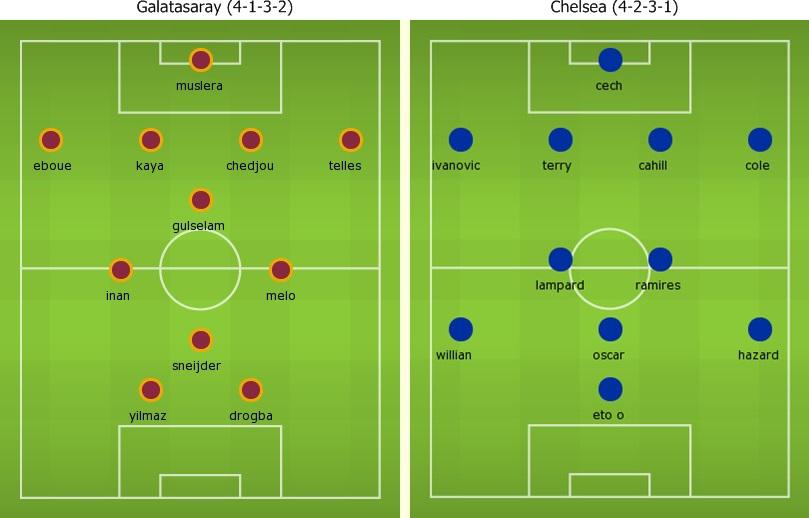 Galatasaray (4-1-3-2)
muslera
eboue kaya chedjou telles
gulselam
inan melo
sneijder
yilmaz drogba
Chelsea (4-2-3-1)
cech
ivanovic terry cahill cole
lampard ramires
willian oscar hazard
eto o